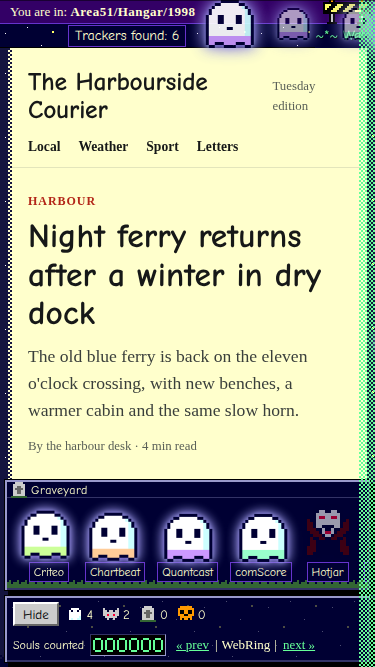 You are in: Area51/Hangar/1998
Trackers found: 6
The Harbourside Courier
Tuesday edition
Local Weather Sport Letters
HARBOUR
Night ferry returns
after a winter in dry
dock
The old blue ferry is back on the eleven
o'clock crossing, with new benches, a
warmer cabin and the same slow horn.
By the harbour desk · 4 min read
Graveyard
Criteo Chartbeat Quantcast comScore Hotjar
Hide 4 2 0 0
Souls counted 000000 « prev | WebRing | next »